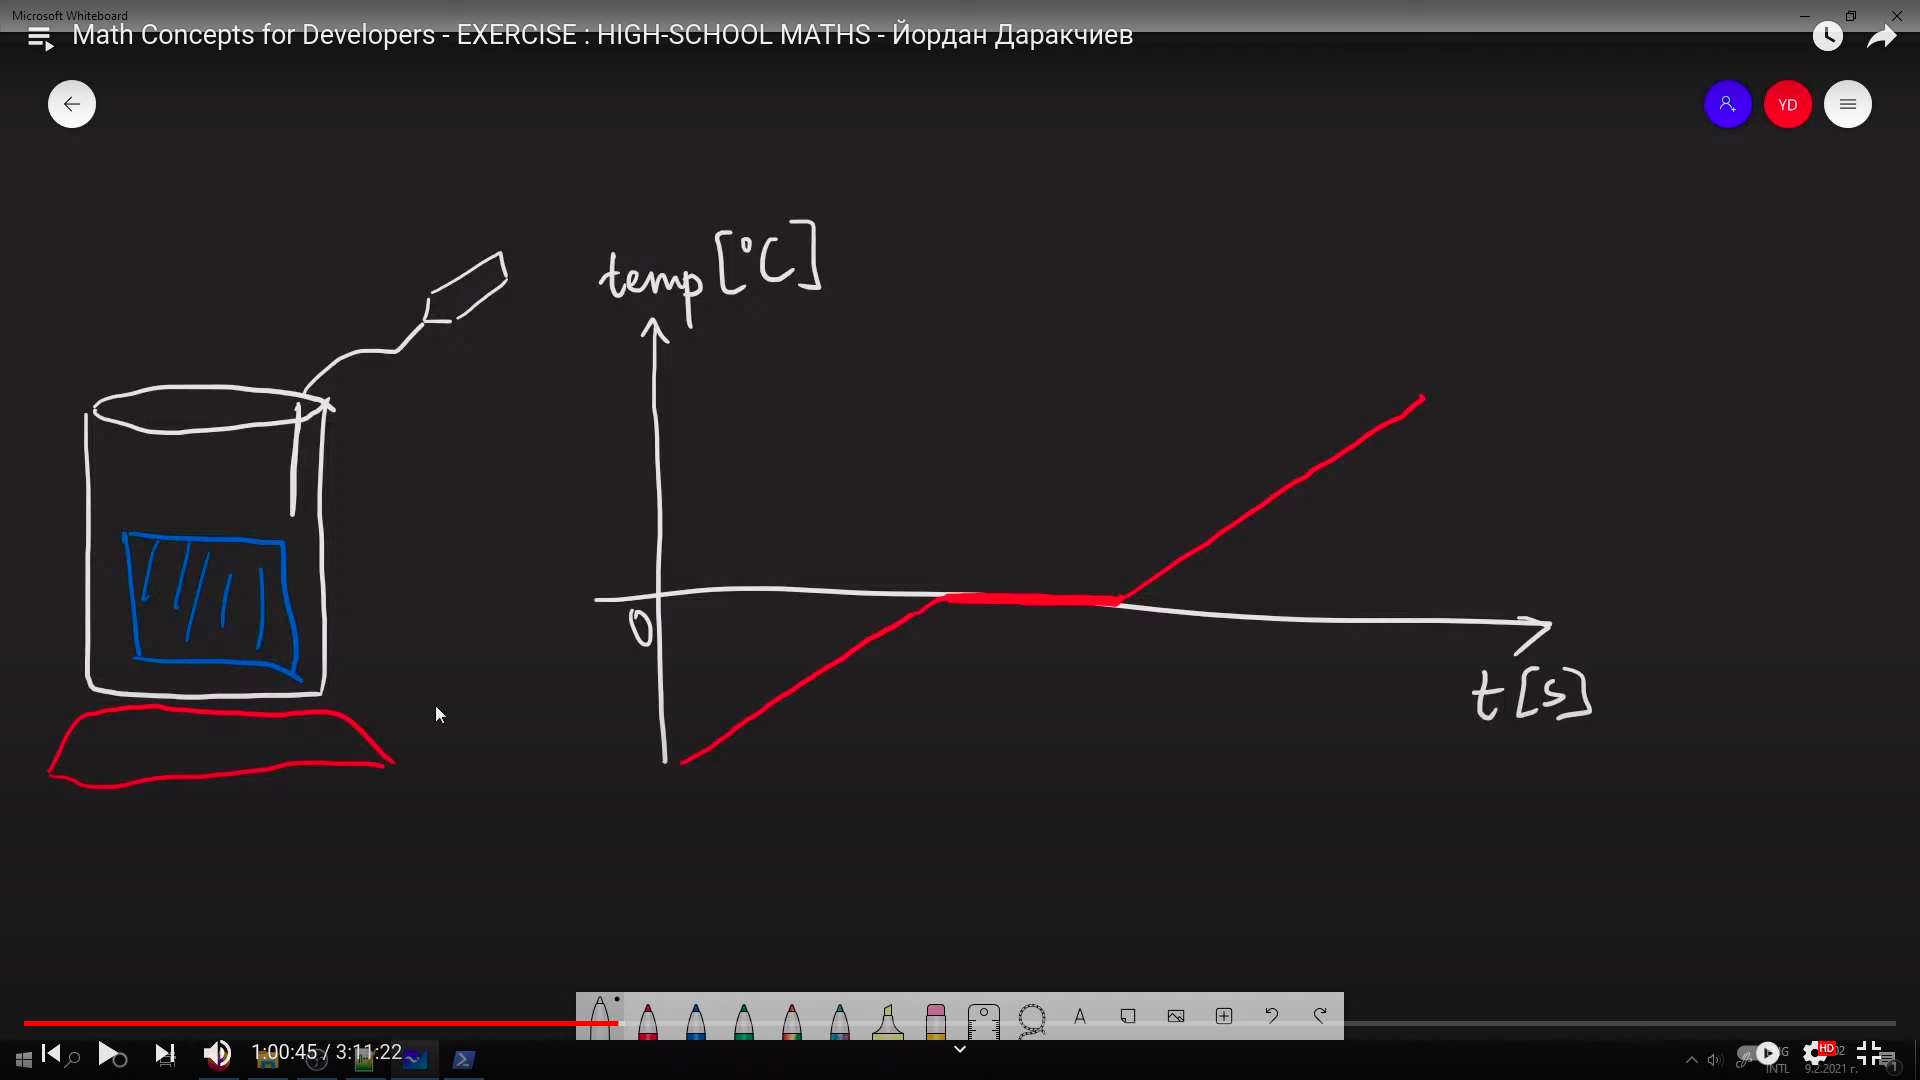 Microsoft Whiteboard
Math Concepts for Developers - EXERCISE : HIGH-SCHOOL MATHS - Йордан Даракчиев
YD
temp [°C]
0
t [s]
A
1:00:45 / 3:11:22
HD
INTL
9.2.2021 г.
1